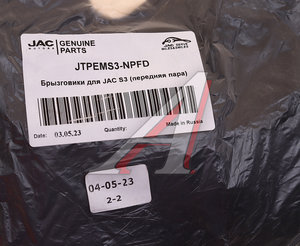 JAC
MOTORS
GENUINE
PARTS
JTPEMS3-NPFD
Брызговики для JAC S3 (передняя пара)
Date: 03.05.23
Quantity:
Made in Russia
04-05-23
2-2